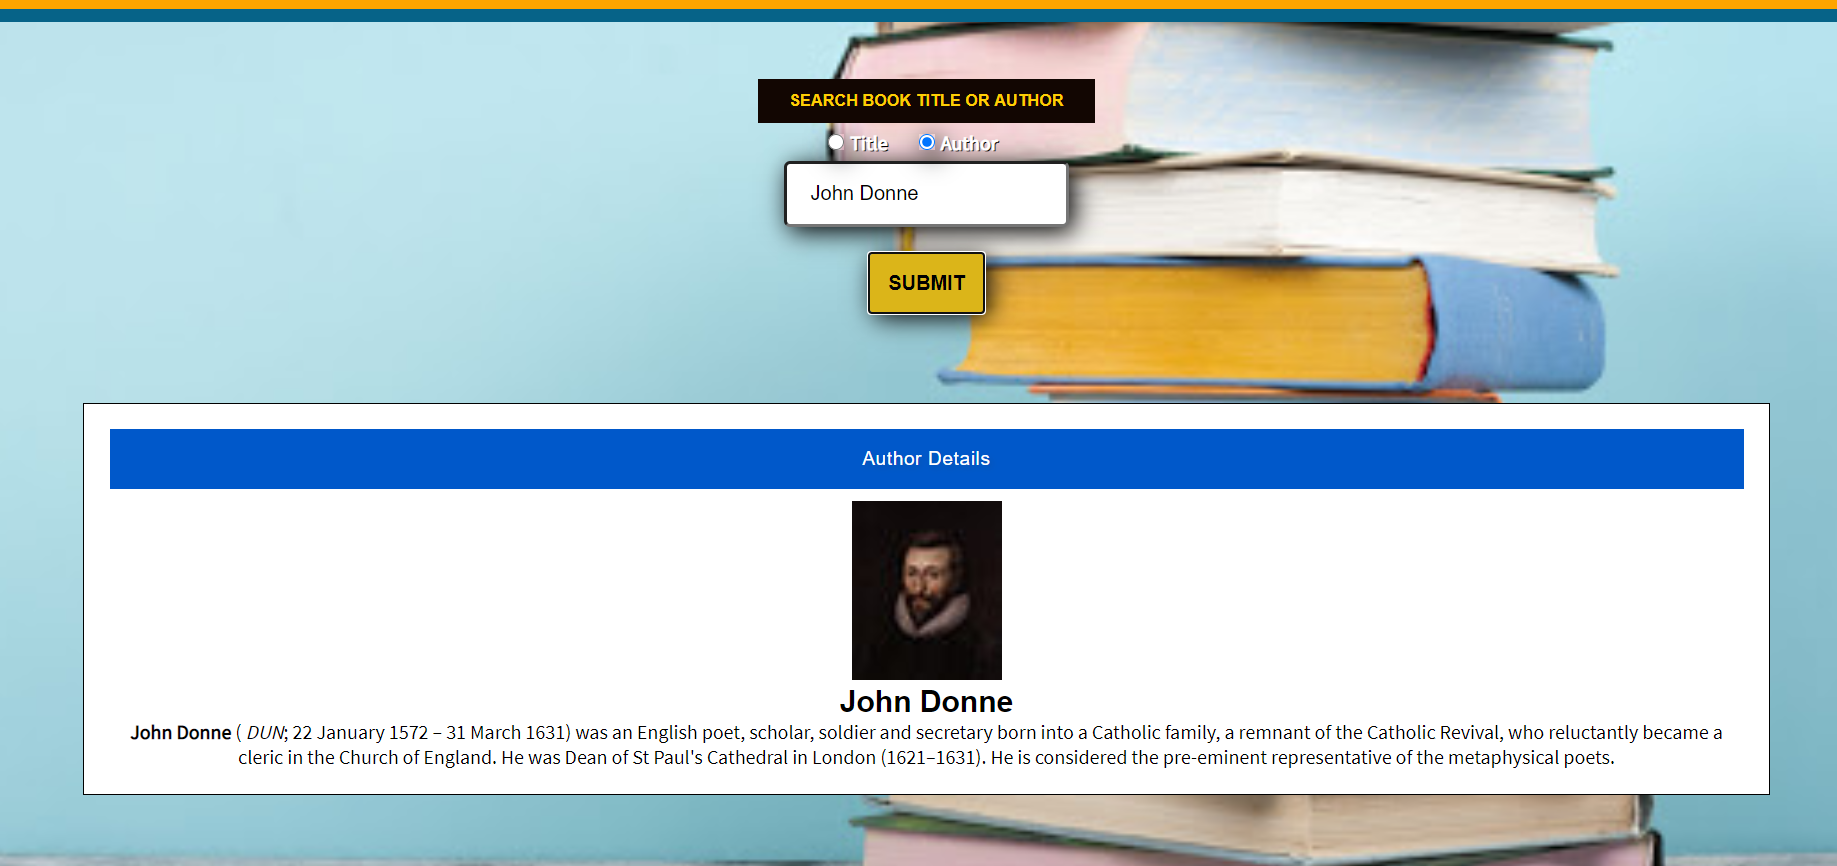 SEARCH BOOK TITLE OR AUTHOR
Title Author
John Donne
SUBMIT
Author Details
John Donne
John Donne ( DUN; 22 January 1572 – 31 March 1631) was an English poet, scholar, soldier and secretary born into a Catholic family, a remnant of the Catholic Revival, who reluctantly became a
cleric in the Church of England. He was Dean of St Paul's Cathedral in London (1621–1631). He is considered the pre-eminent representative of the metaphysical poets.